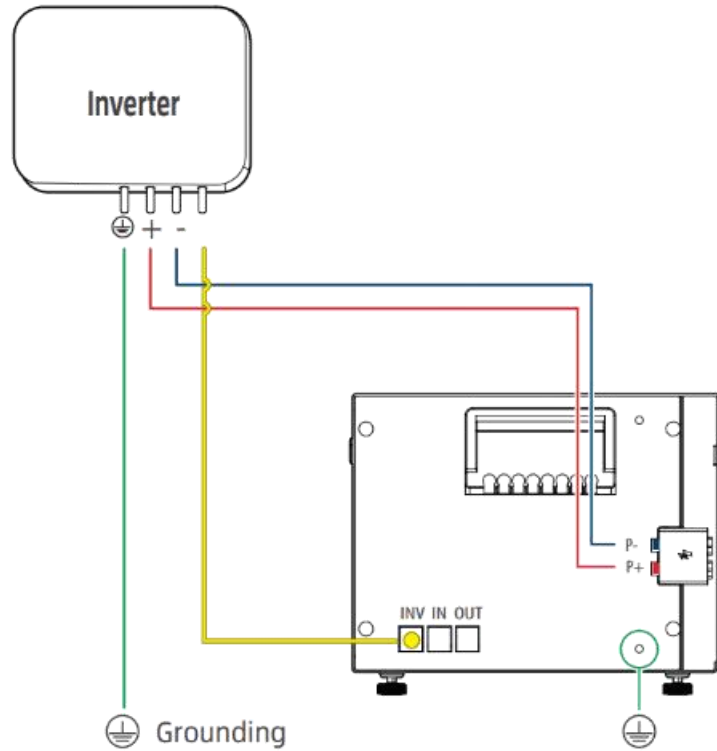 Inverter
+ -
P-
P+
INV IN OUT
Grounding